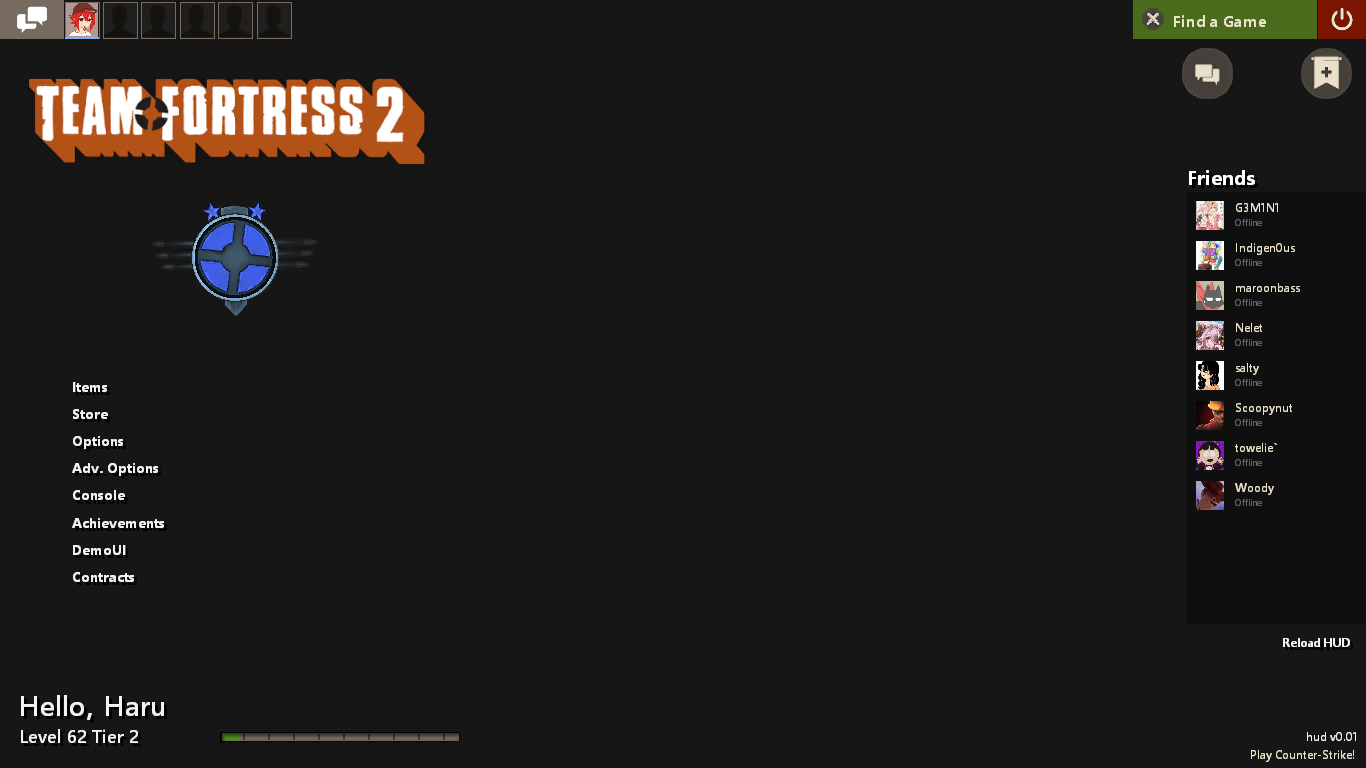 Find a Game
TEAM FORTRESS 2
Friends
G3M1N1
Offline
Indigen0us
Offline
maroonbass
Offline
Nelet
Offline
salty
Offline
Scoopynut
Offline
towelie`
Offline
Woody
Offline
Items
Store
Options
Adv. Options
Console
Achievements
DemoUI
Contracts
Reload HUD
Hello, Haru
Level 62 Tier 2
hud v0.01
Play Counter-Strike!